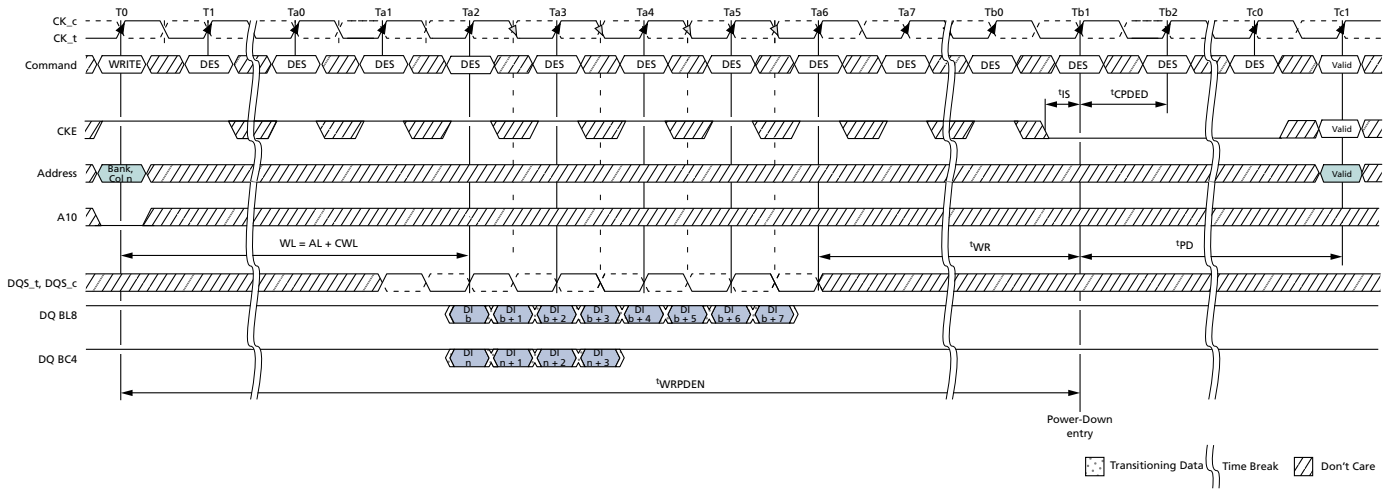 T0 T1 Ta0 Ta1 Ta2 Ta3 Ta4 Ta5 Ta6 Ta7 Tb0 Tb1 Tb2 Tc0 Tc1
CK_c
CK_t
Command WRITE DES DES DES DES DES DES DES DES DES DES DES DES DES Valid
tIS tCPDED
CKE Valid
Address Bank, Col n Valid
A10
WL = AL + CWL tWR tPD
DQS_t, DQS_c
DQ BL8 DI b DI b + 1 DI b + 2 DI b + 3 DI b + 4 DI b + 5 DI b + 6 DI b + 7
DQ BC4 DI n DI n + 1 DI n + 2 DI n + 3
tWRPDEN
Power-Down
entry
Transitioning Data Time Break Don't Care